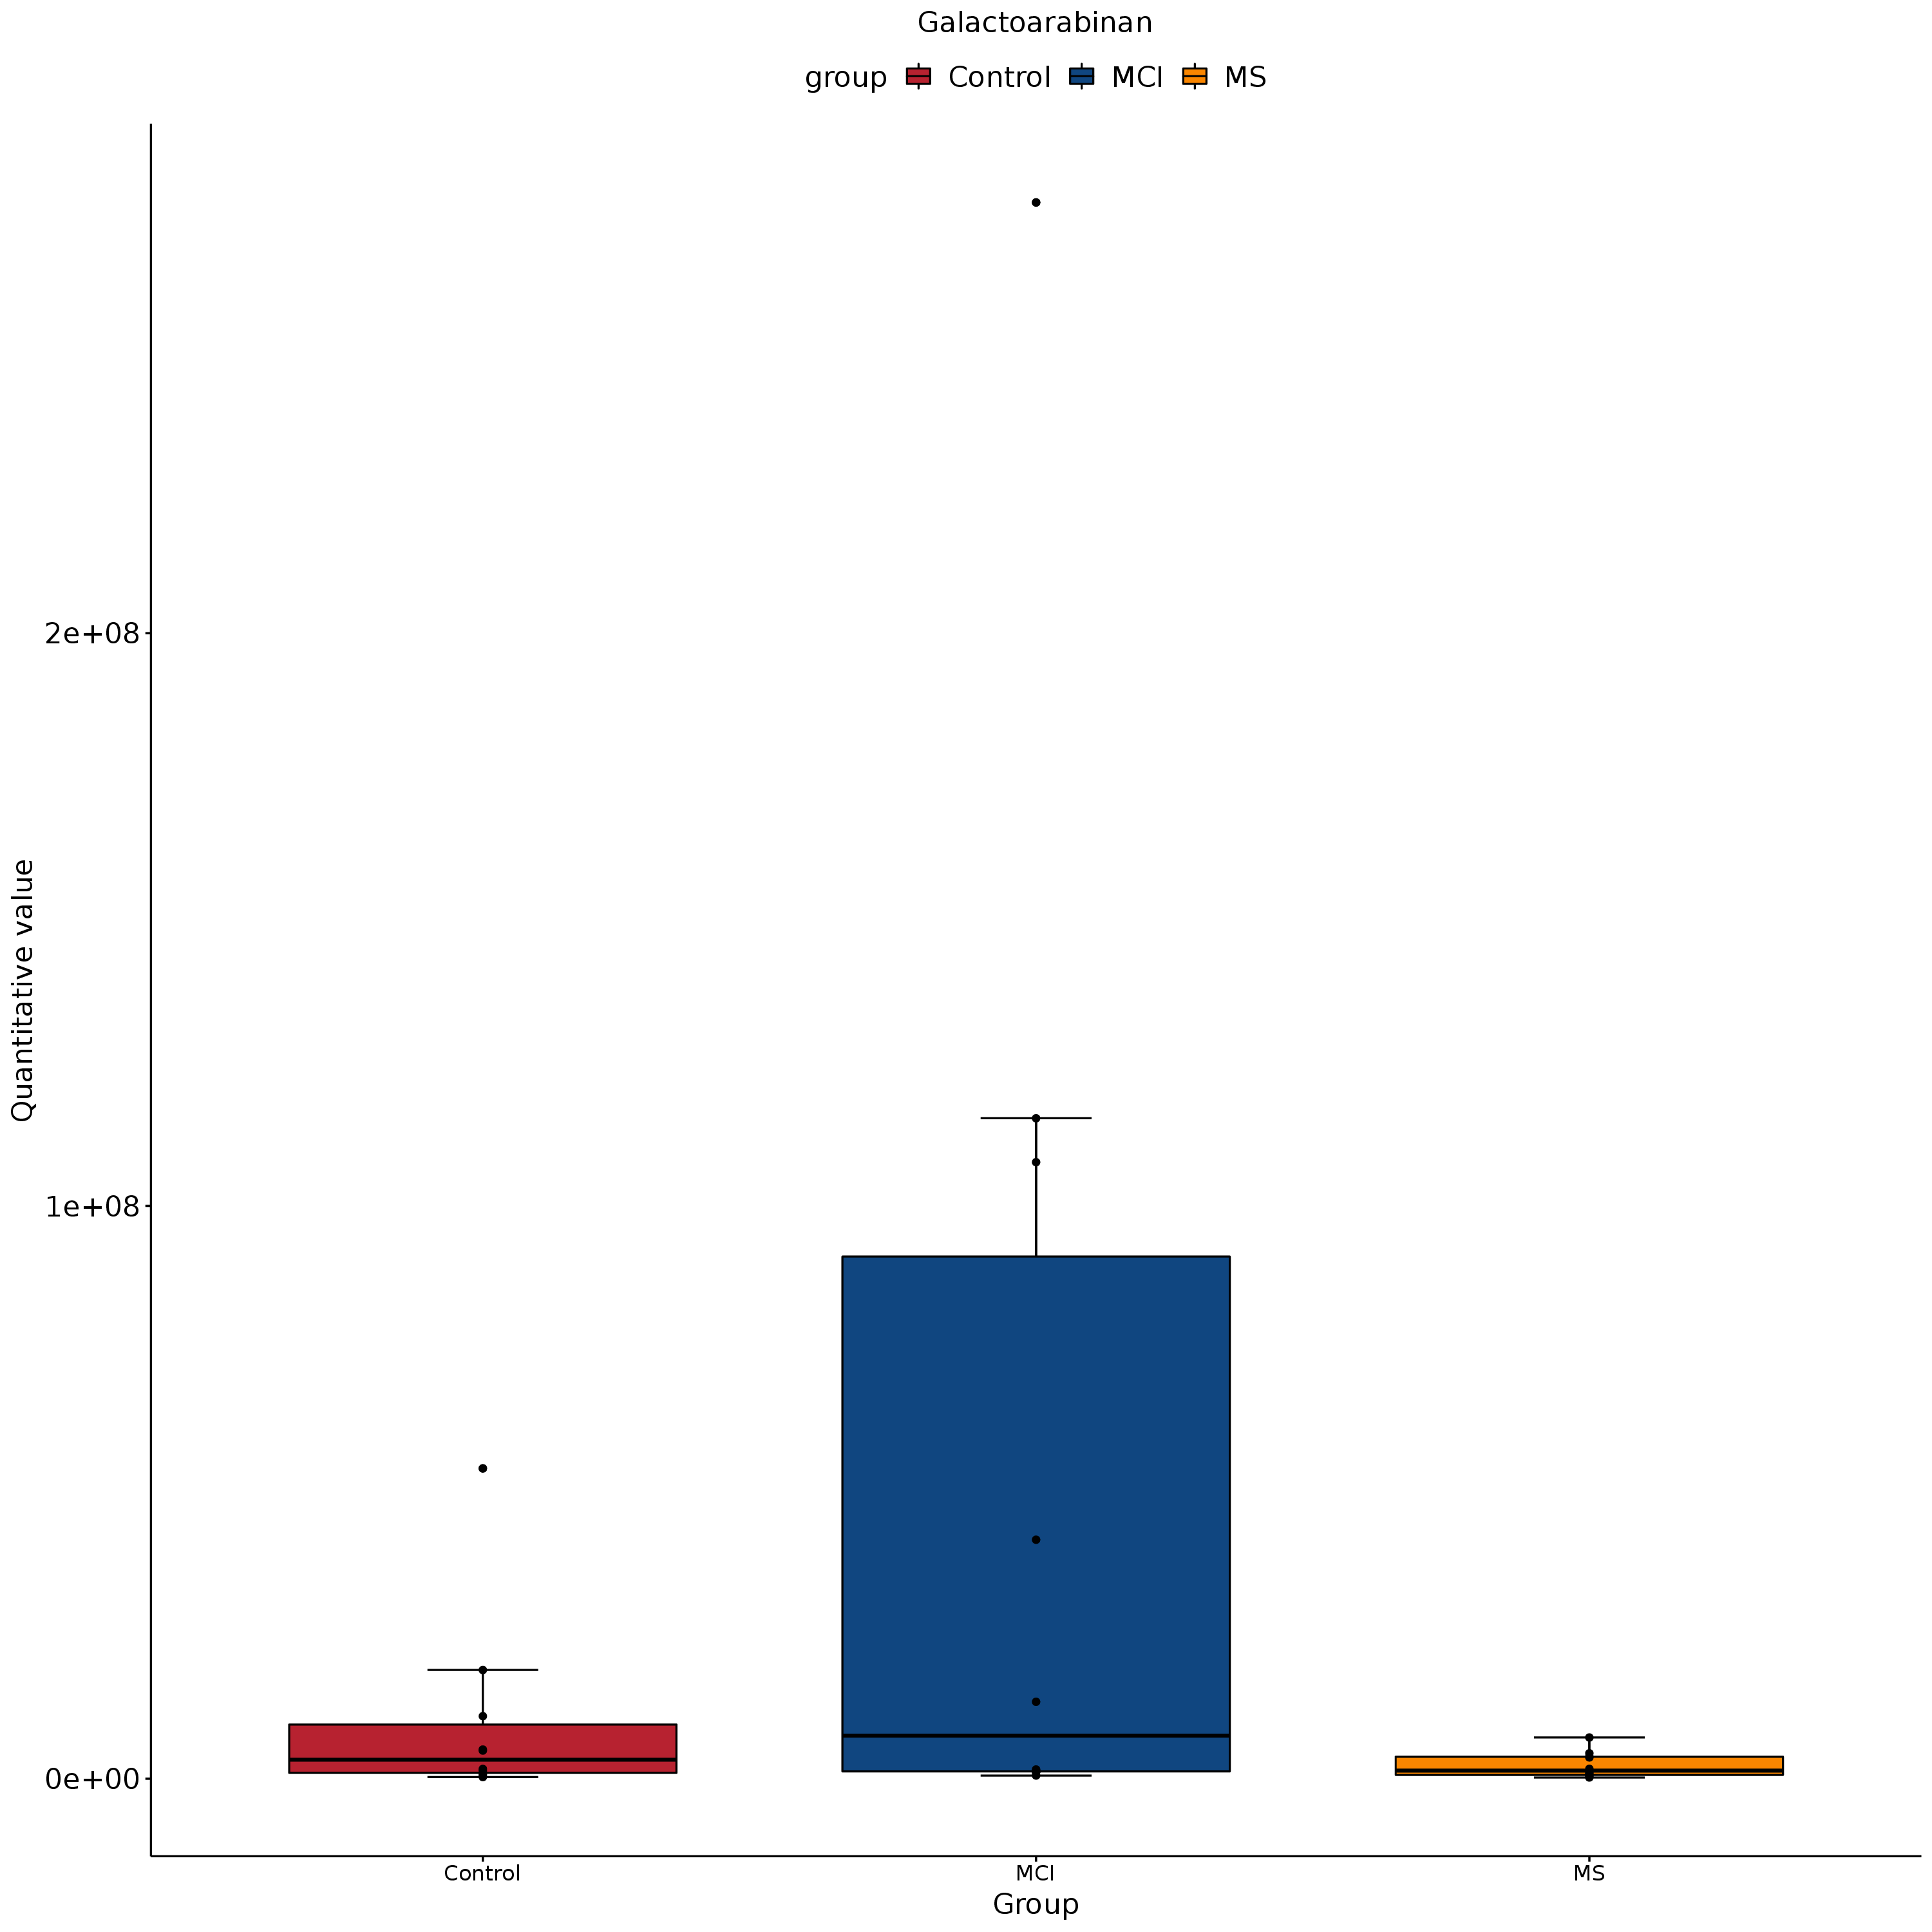 Galactoarabinan
group Control MCI MS
Quantitative value
2e+08
1e+08
0e+00
Control MCI MS
Group